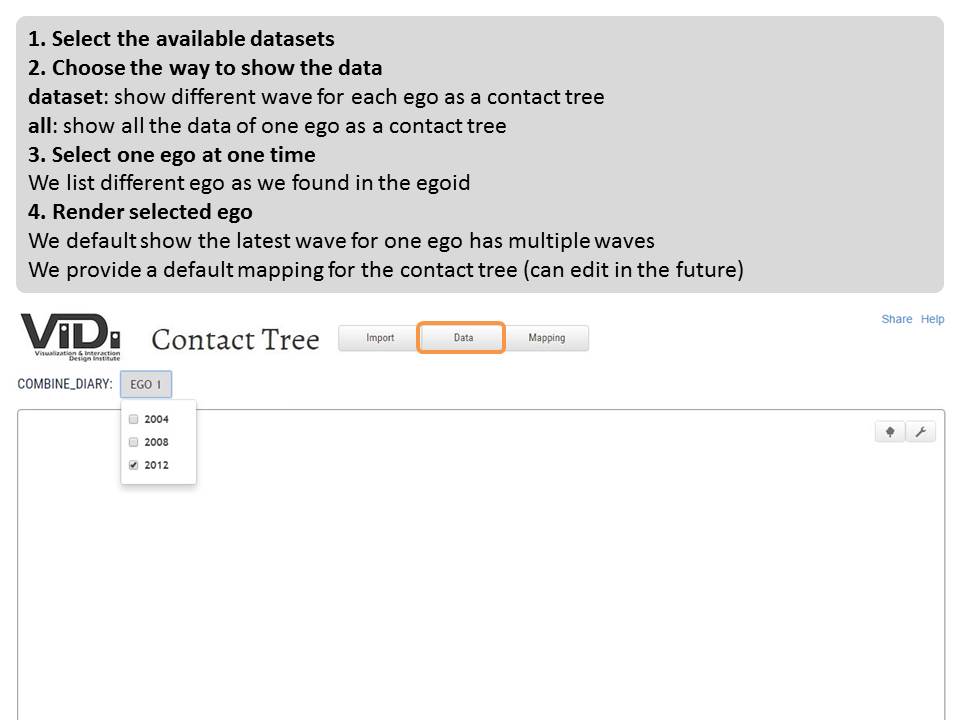 1. Select the available datasets
2. Choose the way to show the data
dataset: show different wave for each ego as a contact tree
all: show all the data of one ego as a contact tree
3. Select one ego at one time
We list different ego as we found in the egoid
4. Render selected ego
We default show the latest wave for one ego has multiple waves
We provide a default mapping for the contact tree (can edit in the future)
Share Help
ViDi
Visualization & Interaction
Design Institute
Contact Tree
Import Data Mapping
COMBINE_DIARY: EGO 1
2004
2008
2012